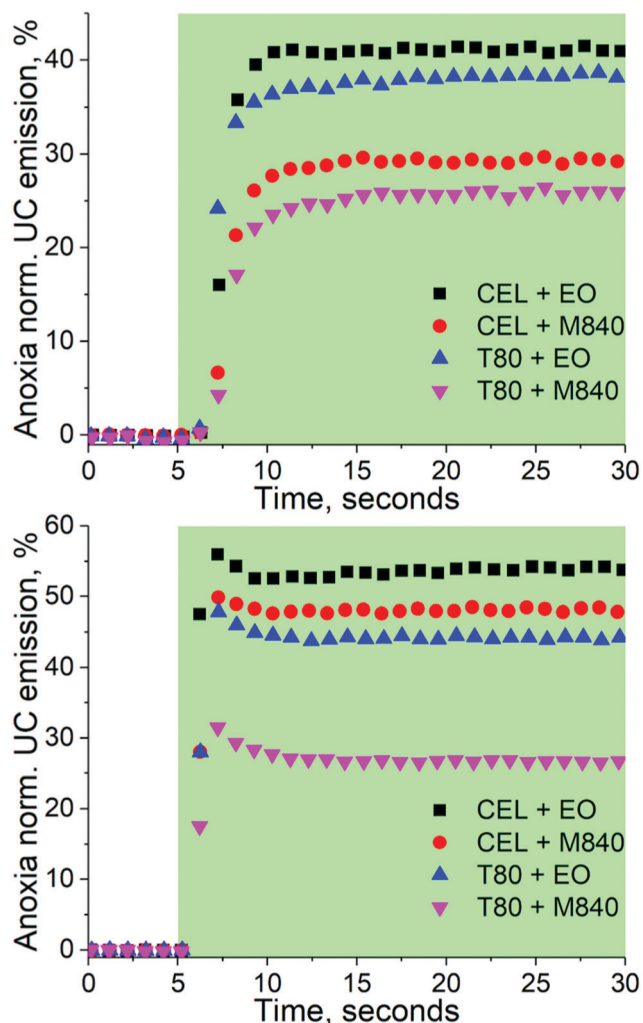 Anoxia norm. UC emission, %
40
30
20
10
0
CEL + EO
CEL + M840
T80 + EO
T80 + M840
0 5 10 15 20 25 30
Time, seconds
Anoxia norm. UC emission, %
60
50
40
30
20
10
0
CEL + EO
CEL + M840
T80 + EO
T80 + M840
0 5 10 15 20 25 30
Time, seconds